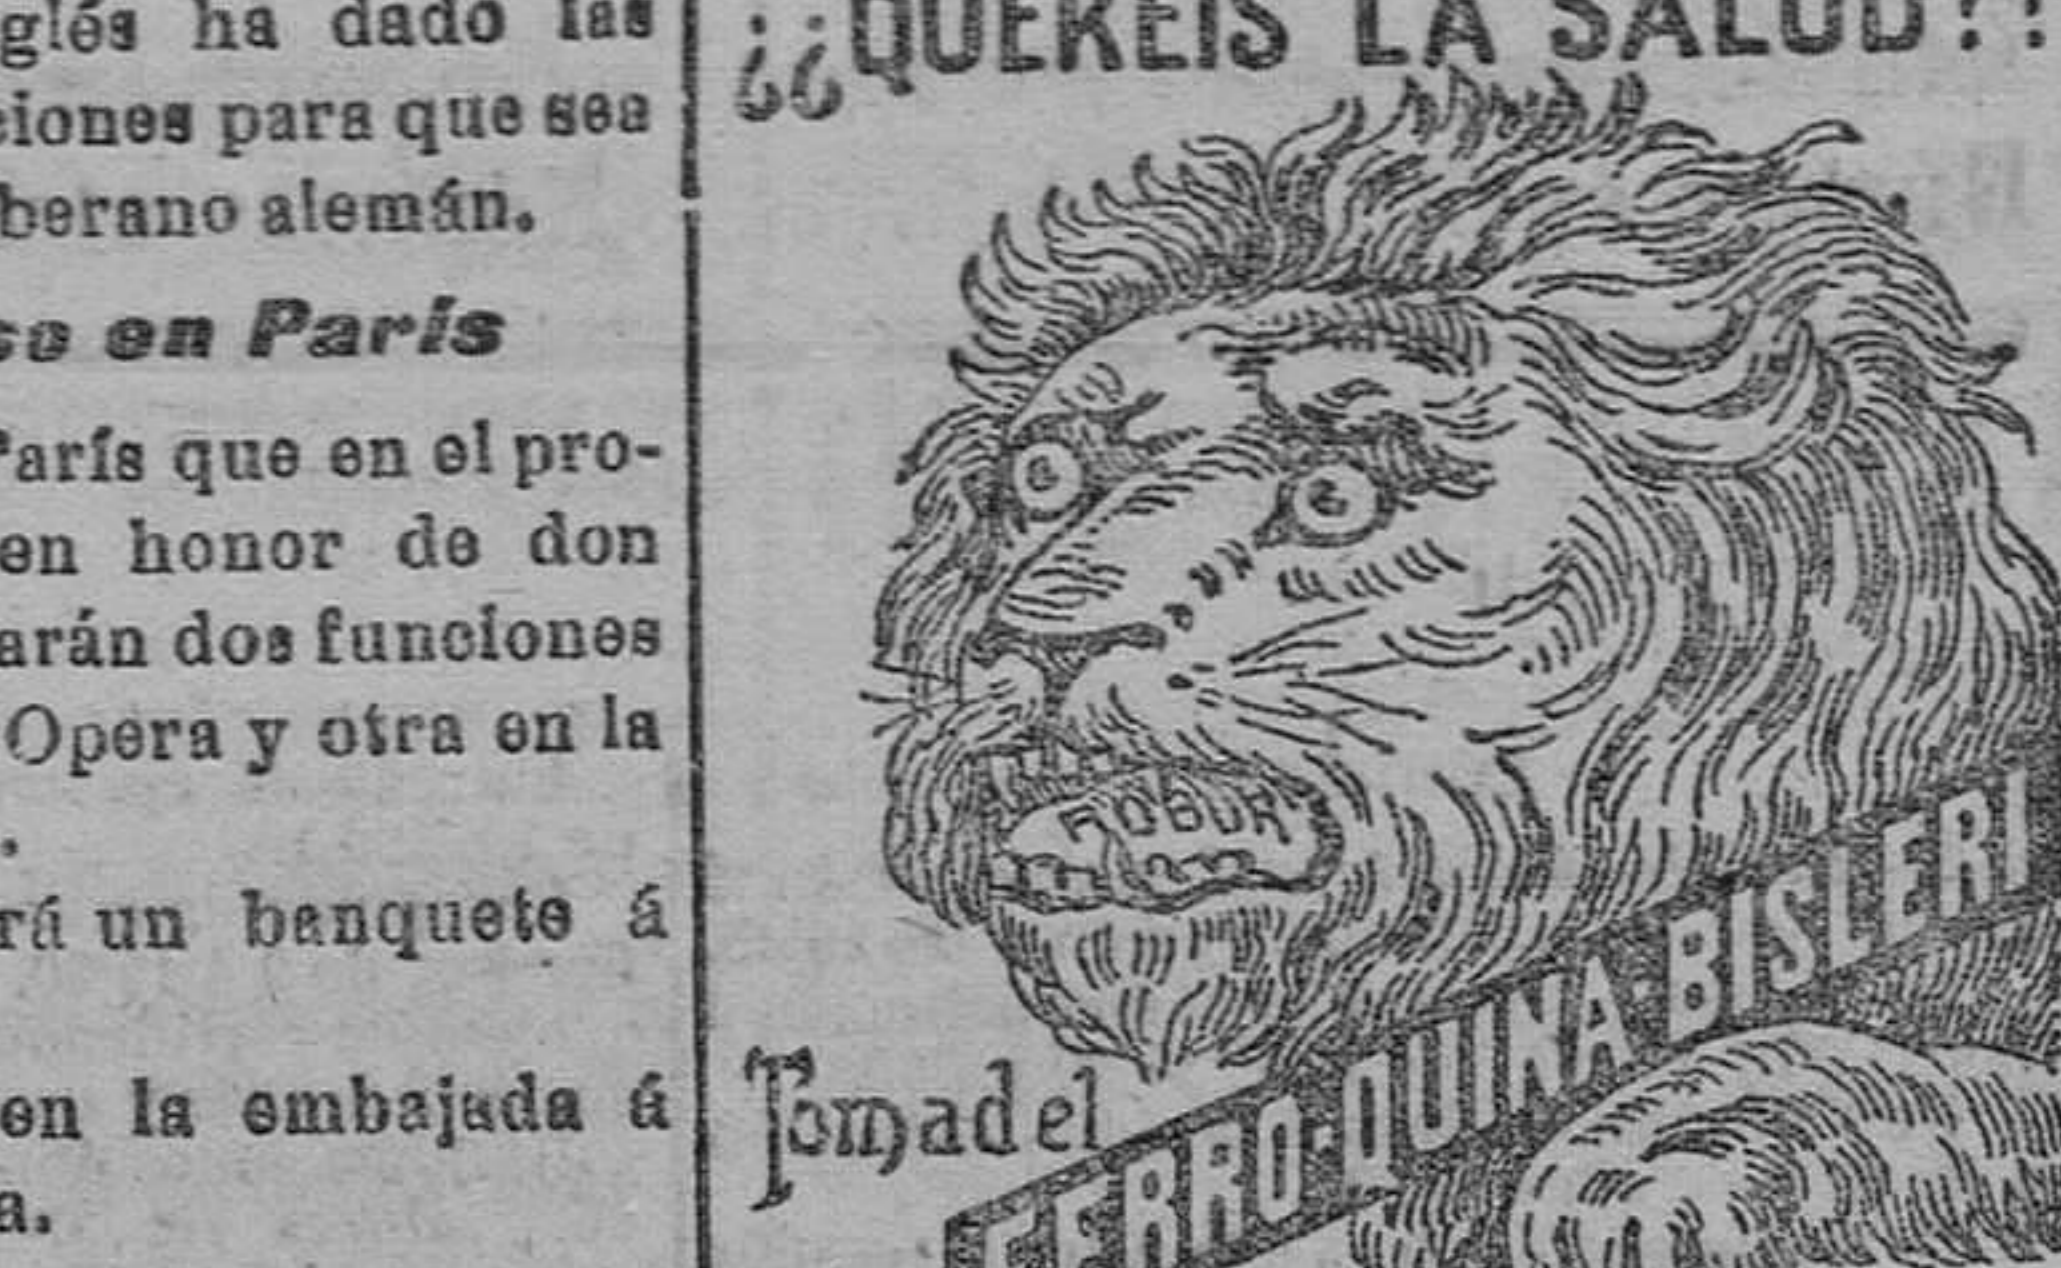 glés ha dado las
ciones para que sea
berano alemán.
so en París
París que en el pro-
en honor de don
arán dos funciones
Opera y otra en la
.
rá un banquete á
en la embajada á
a.
¿¿QUEREIS LA SALUD??
ROBUR
Tomad el
FERRO-QUINA-BISLERI